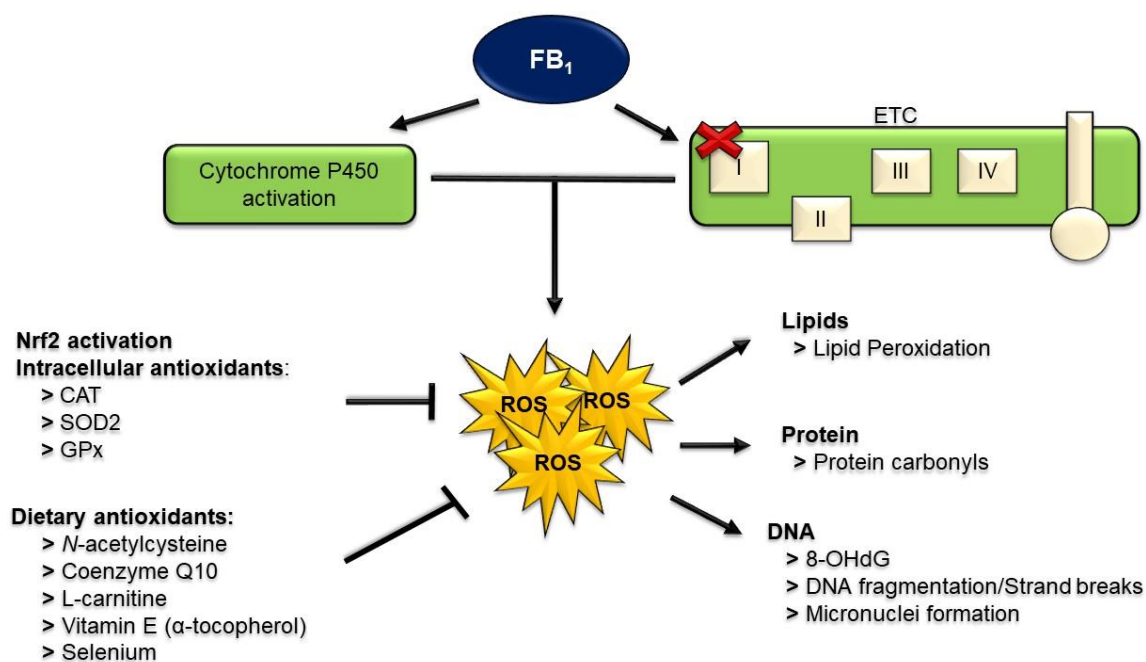 FB₁
ETC
Cytochrome P450
activation
I
II
III
IV
Nrf2 activation
Intracellular antioxidants:
> CAT
> SOD2
> GPx
Dietary antioxidants:
> N-acetylcysteine
> Coenzyme Q10
> L-carnitine
> Vitamin E (α-tocopherol)
> Selenium
ROS
ROS
ROS
Lipids
> Lipid Peroxidation
Protein
> Protein carbonyls
DNA
> 8-OHdG
> DNA fragmentation/Strand breaks
> Micronuclei formation